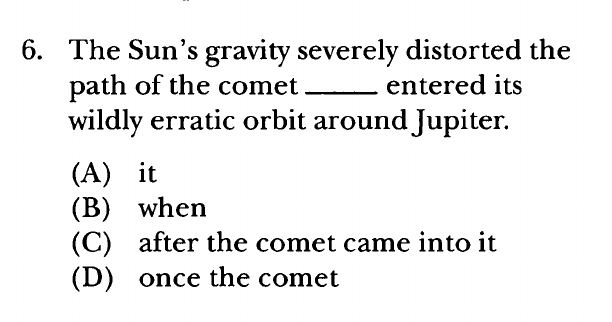 6. The Sun's gravity severely distorted the
path of the comet _____ entered its
wildly erratic orbit around Jupiter.
(A) it
(B) when
(C) after the comet came into it
(D) once the comet